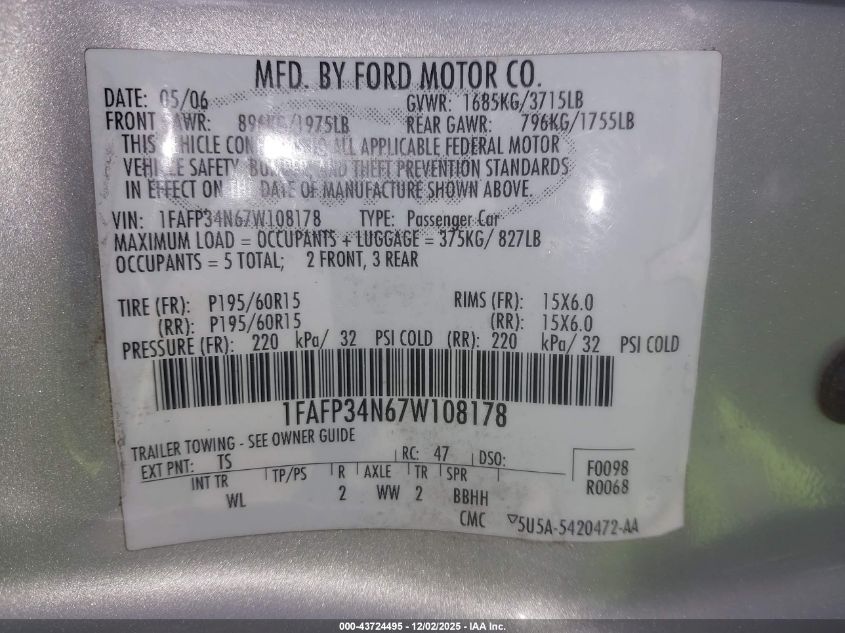 MFD. BY FORD MOTOR CO.
DATE: 05/06 GVWR: 1685KG/3715LB
FRONT GAWR: 896KG/1975LB REAR GAWR: 796KG/1755LB
THIS VEHICLE CONFORMS TO ALL APPLICABLE FEDERAL MOTOR
VEHICLE SAFETY, BUMPER, AND THEFT PREVENTION STANDARDS
IN EFFECT ON THE DATE OF MANUFACTURE SHOWN ABOVE.
VIN: 1FAFP34N67W108178 TYPE: Passenger Car
MAXIMUM LOAD = OCCUPANTS + LUGGAGE = 375KG/ 827LB
OCCUPANTS = 5 TOTAL; 2 FRONT, 3 REAR
TIRE (FR): P195/60R15 RIMS (FR): 15X6.0
(RR): P195/60R15 (RR): 15X6.0
PRESSURE (FR): 220 kPa/ 32 PSI COLD (RR): 220 kPa/ 32 PSI COLD
1FAFP34N67W108178
TRAILER TOWING - SEE OWNER GUIDE
EXT PNT: TS RC: 47 DSO:
INT TR TP/PS R AXLE TR SPR
WL 2 WW 2 BBHH
F0098
R0068
CMC 5U5A-5420472-AA
000-43724495 - 12/02/2025 - IAA Inc.